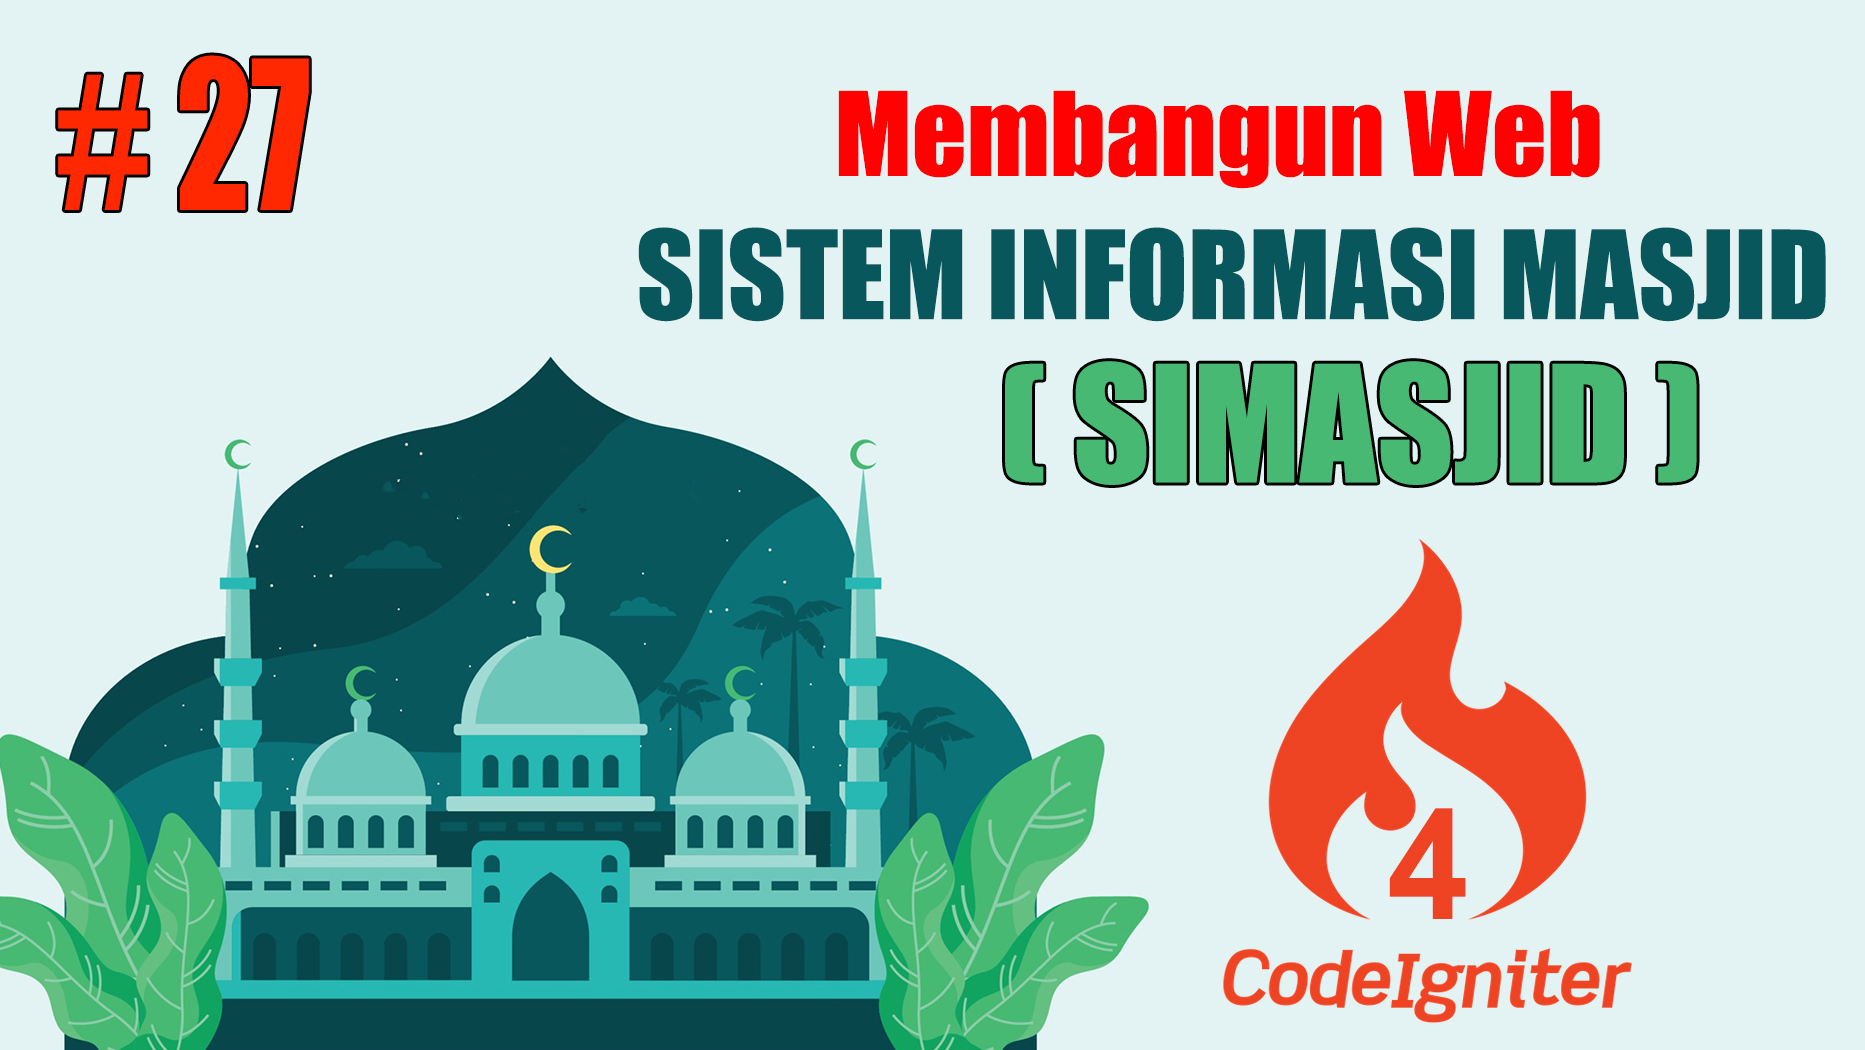 # 27
Membangun Web
SISTEM INFORMASI MASJID
( SIMASJID )
4
CodeIgniter